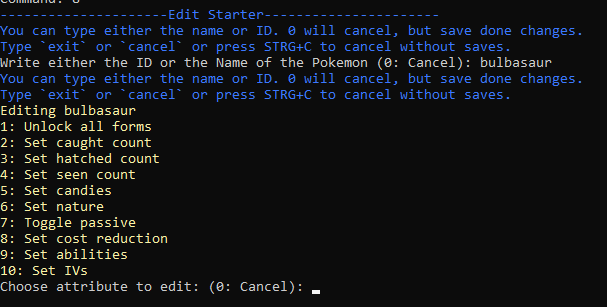 Command: 8
---------------------Edit Starter----------------------
You can type either the name or ID. 0 will cancel, but save done changes.
Type `exit` or `cancel` or press STRG+C to cancel without saves.
Write either the ID or the Name of the Pokemon (0: Cancel): bulbasaur
You can type either the name or ID. 0 will cancel, but save done changes.
Type `exit` or `cancel` or press STRG+C to cancel without saves.
Editing bulbasaur
1: Unlock all forms
2: Set caught count
3: Set hatched count
4: Set seen count
5: Set candies
6: Set nature
7: Toggle passive
8: Set cost reduction
9: Set abilities
10: Set IVs
Choose attribute to edit: (0: Cancel):